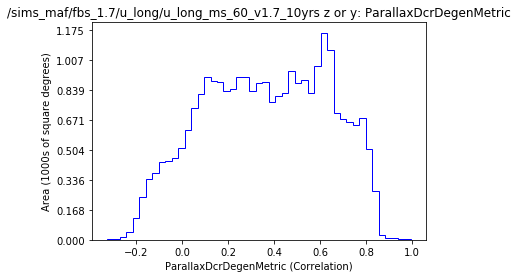 /sims_maf/fbs_1.7/u_long/u_long_ms_60_v1.7_10yrs z or y: ParallaxDcrDegenMetric
1.175
1.007
0.839
0.671
0.504
0.336
0.168
0.000
Area (1000s of square degrees)
−0.2 0.0 0.2 0.4 0.6 0.8 1.0
ParallaxDcrDegenMetric (Correlation)